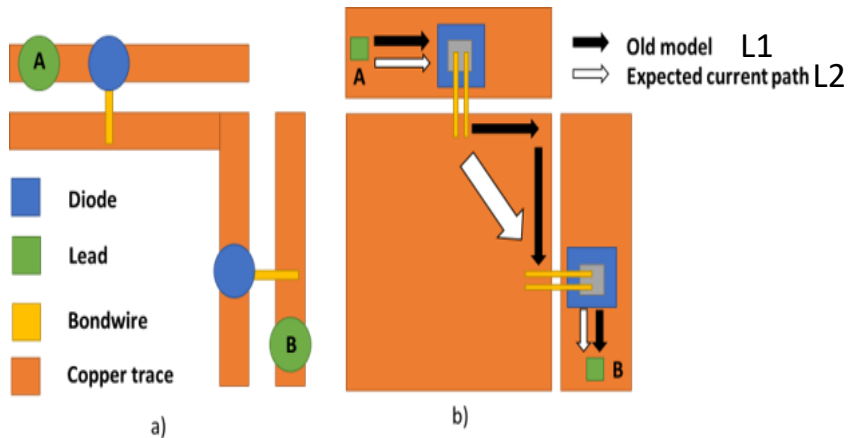 A
B
Diode
Lead
Bondwire
Copper trace
a)
A
B
b)
Old model L1
Expected current path L2